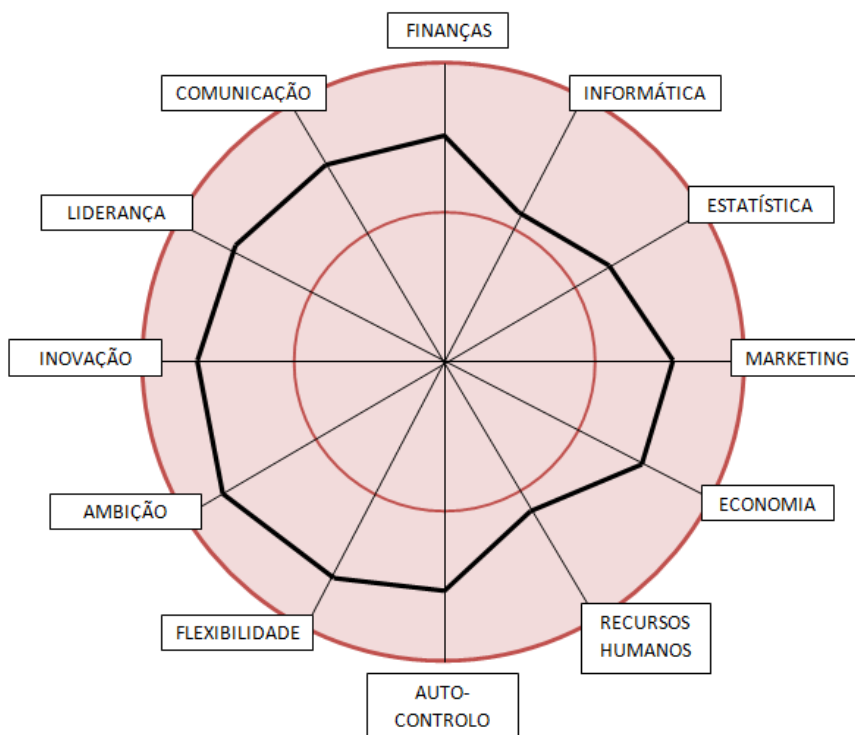 FINANÇAS
COMUNICAÇÃO
INFORMÁTICA
LIDERANÇA
ESTATÍSTICA
INOVAÇÃO
MARKETING
AMBIÇÃO
ECONOMIA
FLEXIBILIDADE
RECURSOS
HUMANOS
AUTO-
CONTROLO